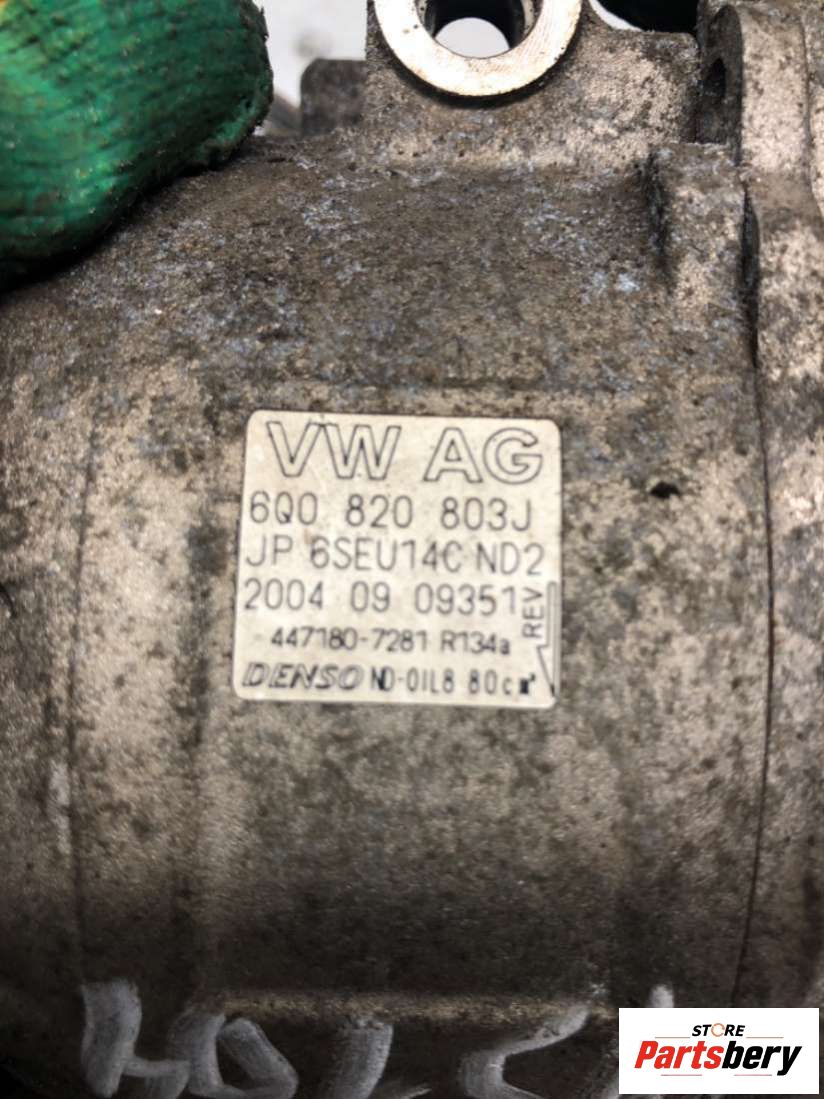 VW AG
6Q0 820 803J
JP 6SEU14C ND2
2004 09 09351
REV
447180-7281 R134a
DENSO ND-OIL8 80c㎥
STORE
Partsbery